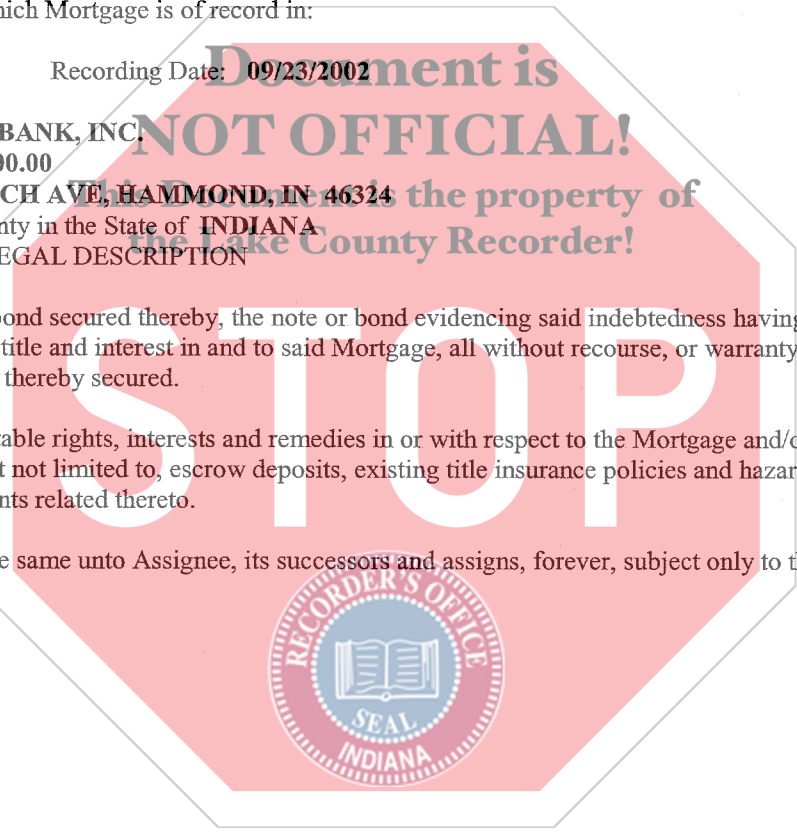 hich Mortgage is of record in:
Recording Date: 09/23/2002
Document is
NOT OFFICIAL!
This Document is the property of
the Lake County Recorder!
BANK, INC.
00.00
CH AVE, HAMMOND, IN 46324
nty in the State of INDIANA
EGAL DESCRIPTION
ond secured thereby, the note or bond evidencing said indebtedness having
title and interest in and to said Mortgage, all without recourse, or warranty
thereby secured.
table rights, interests and remedies in or with respect to the Mortgage and/o
t not limited to, escrow deposits, existing title insurance policies and hazar
nts related thereto.
e same unto Assignee, its successors and assigns, forever, subject only to t
STOP
RECORDER'S OFFICE
SEAL
INDIANA